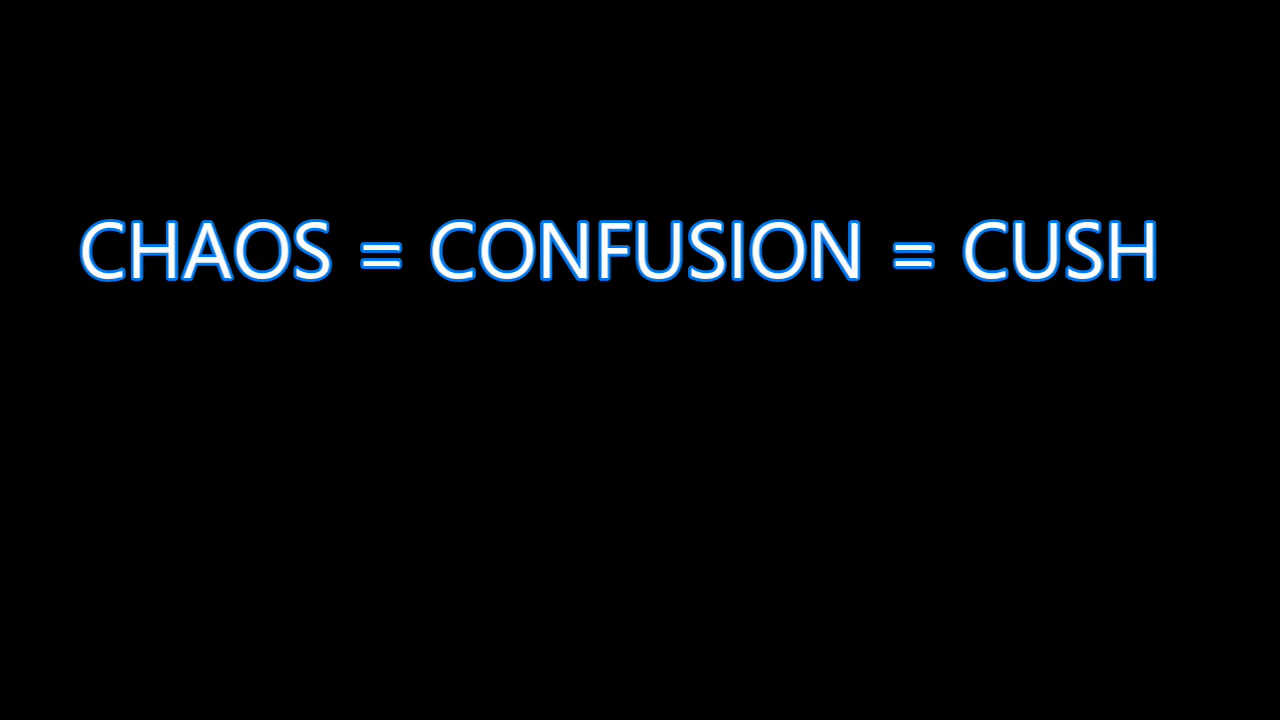 CHAOS = CONFUSION = CUSH